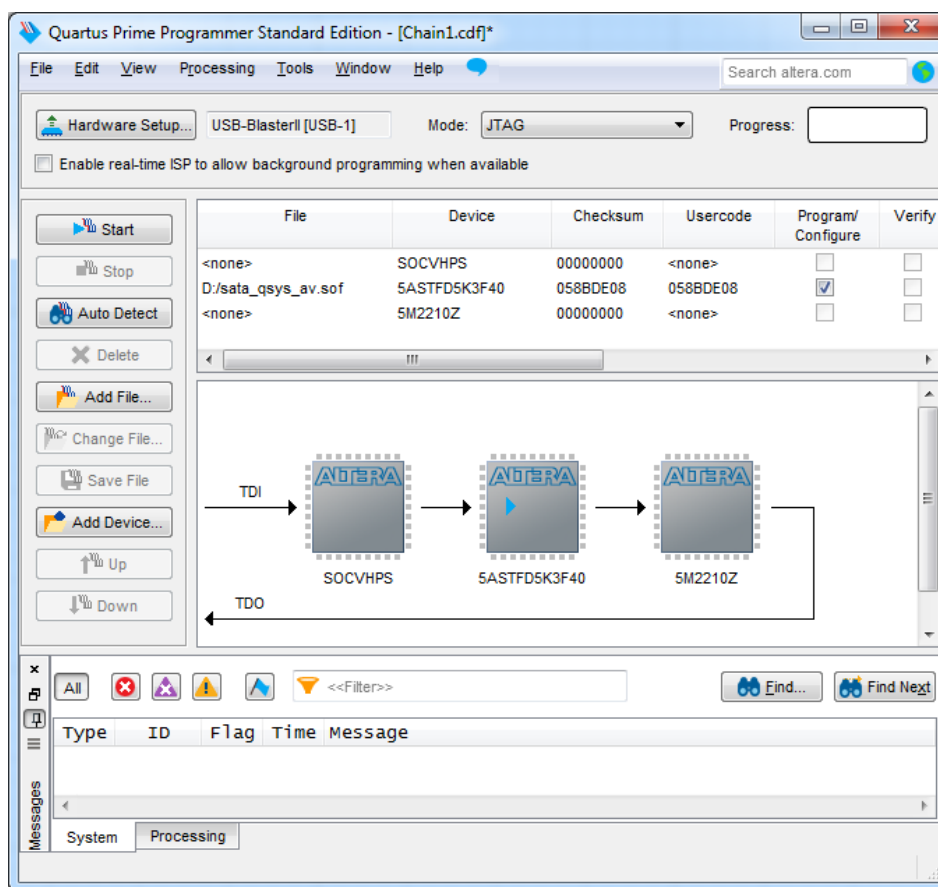 Quartus Prime Programmer Standard Edition - [Chain1.cdf]*
File Edit View Processing Tools Window Help Search altera.com
Hardware Setup... USB-BlasterII [USB-1] Mode: JTAG Progress:
Enable real-time ISP to allow background programming when available
Start
Stop
Auto Detect
Delete
Add File...
Change File...
Save File
Add Device...
Up
Down
File Device Checksum Usercode Program/ Verify
Configure
<none> SOCVHPS 00000000 <none>
D:/sata_qsys_av.sof 5ASTFD5K3F40 058BDE08 058BDE08
<none> 5M2210Z 00000000 <none>
ALTERA ALTERA ALTERA
TDI
SOCVHPS 5ASTFD5K3F40 5M2210Z
TDO
All <<Filter>> Find... Find Next
Type ID Flag Time Message
Messages
System Processing